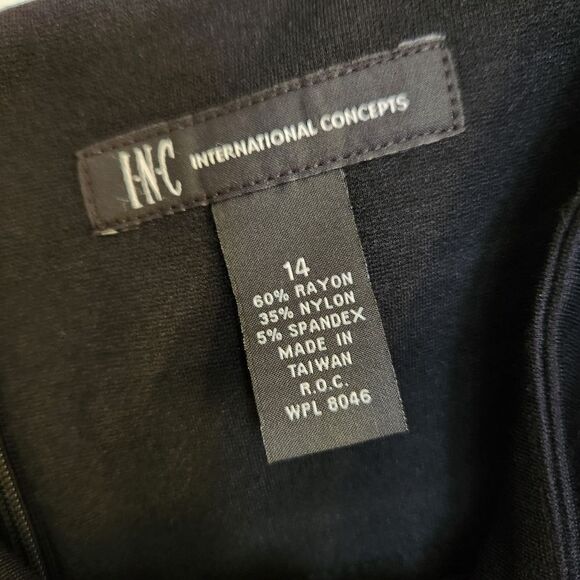 I·N·C INTERNATIONAL CONCEPTS
14
60% RAYON
35% NYLON
5% SPANDEX
MADE IN
TAIWAN
R.O.C.
WPL 8046